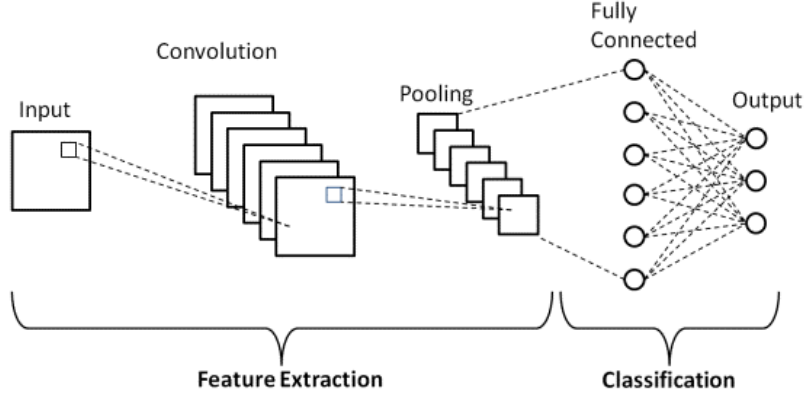 Input
Convolution
Pooling
Fully
Connected
Output
Feature Extraction
Classification